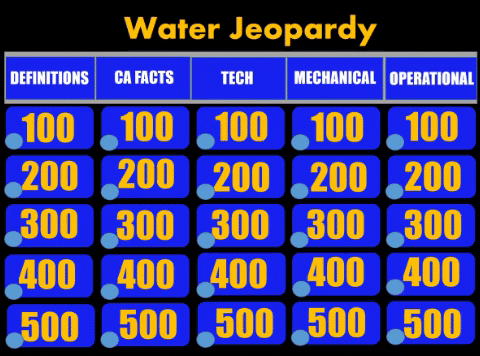 Water Jeopardy
DEFINITIONS CA FACTS TECH MECHANICAL OPERATIONAL
100 100 100 100 100
200 200 200 200 200
300 300 300 300 300
400 400 400 400 400
500 500 500 500 500